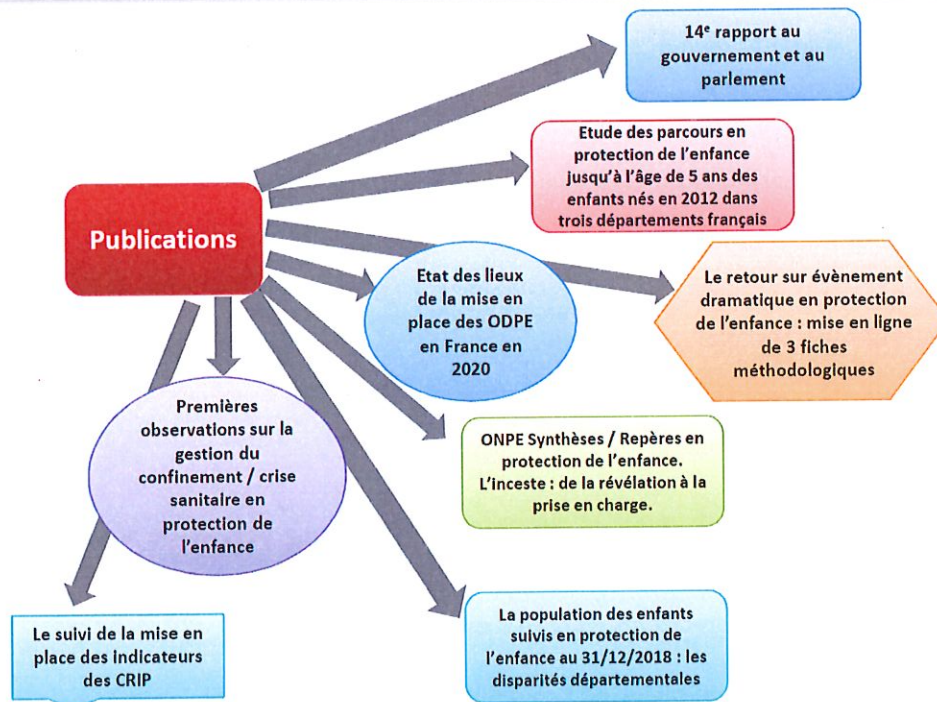 14e rapport au
gouvernement et au
parlement
Etude des parcours en
protection de l'enfance
jusqu'à l'âge de 5 ans des
enfants nés en 2012 dans
trois départements français
Publications
Etat des lieux
de la mise en
place des ODPE
en France en
2020
Le retour sur évènement
dramatique en protection
de l'enfance : mise en ligne
de 3 fiches
méthodologiques
Premières
observations sur la
gestion du
confinement / crise
sanitaire en
protection de
l'enfance
ONPE Synthèses / Repères en
protection de l'enfance.
L'inceste : de la révélation à la
prise en charge.
Le suivi de la mise en
place des indicateurs
des CRIP
La population des enfants
suivis en protection de
l'enfance au 31/12/2018 : les
disparités départementales